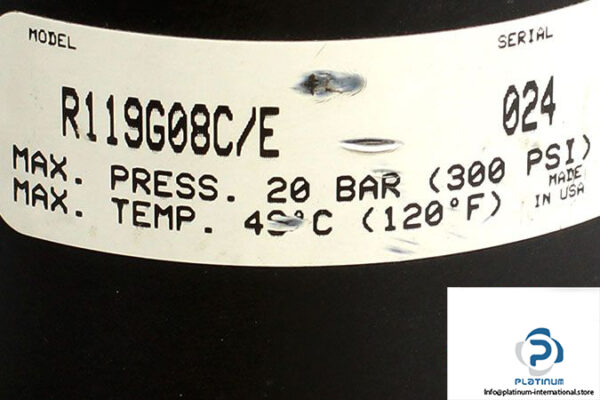 MODEL
SERIAL
R119G08C/E
024
MAX. PRESS. 20 BAR (300 PSI)
MAX. TEMP. °C (120°F)
MADE
IN USA
PLATINUM
Info@platinum-international.store